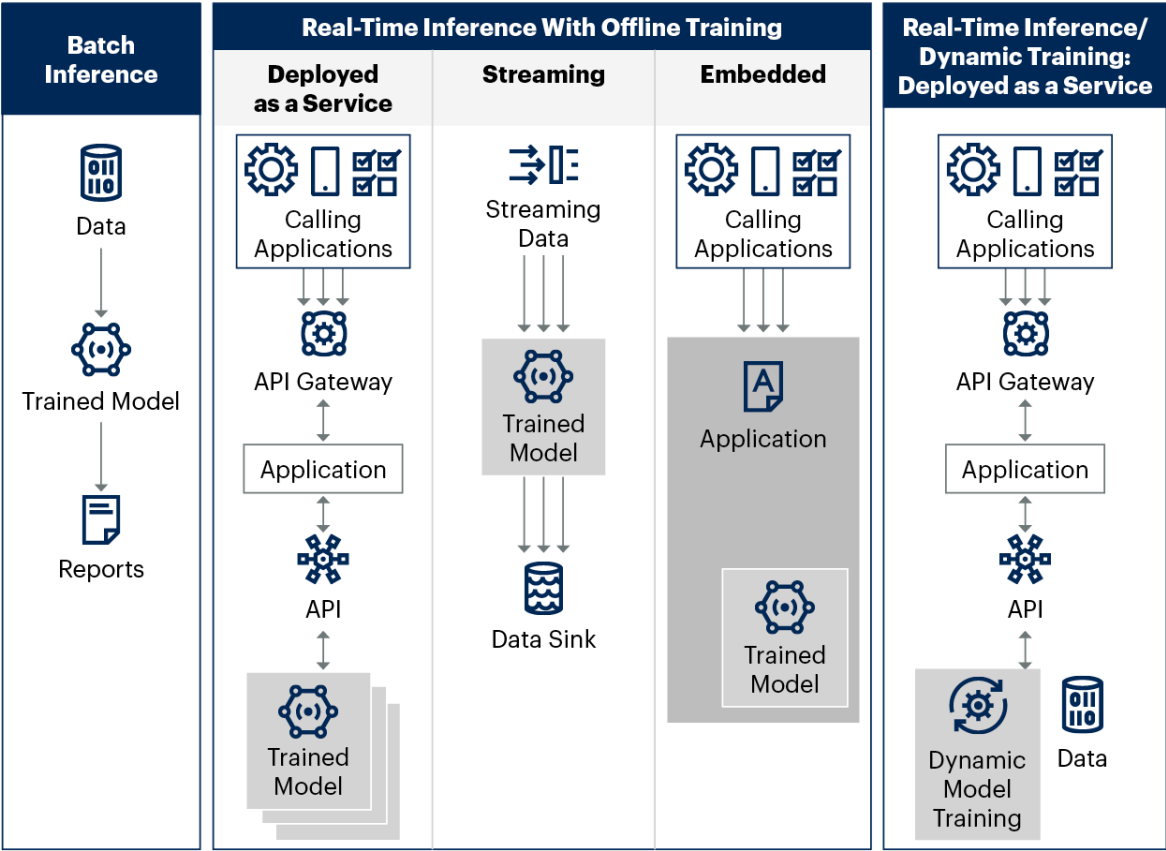 Batch
Inference
Data
Trained Model
Reports
Real-Time Inference With Offline Training
Deployed
as a Service
Calling
Applications
API Gateway
Application
API
Trained
Model
Streaming
Streaming
Data
Trained
Model
Data Sink
Embedded
Calling
Applications
A
Application
Trained
Model
Real-Time Inference/
Dynamic Training:
Deployed as a Service
Calling
Applications
API Gateway
Application
API
Dynamic
Model
Training
Data